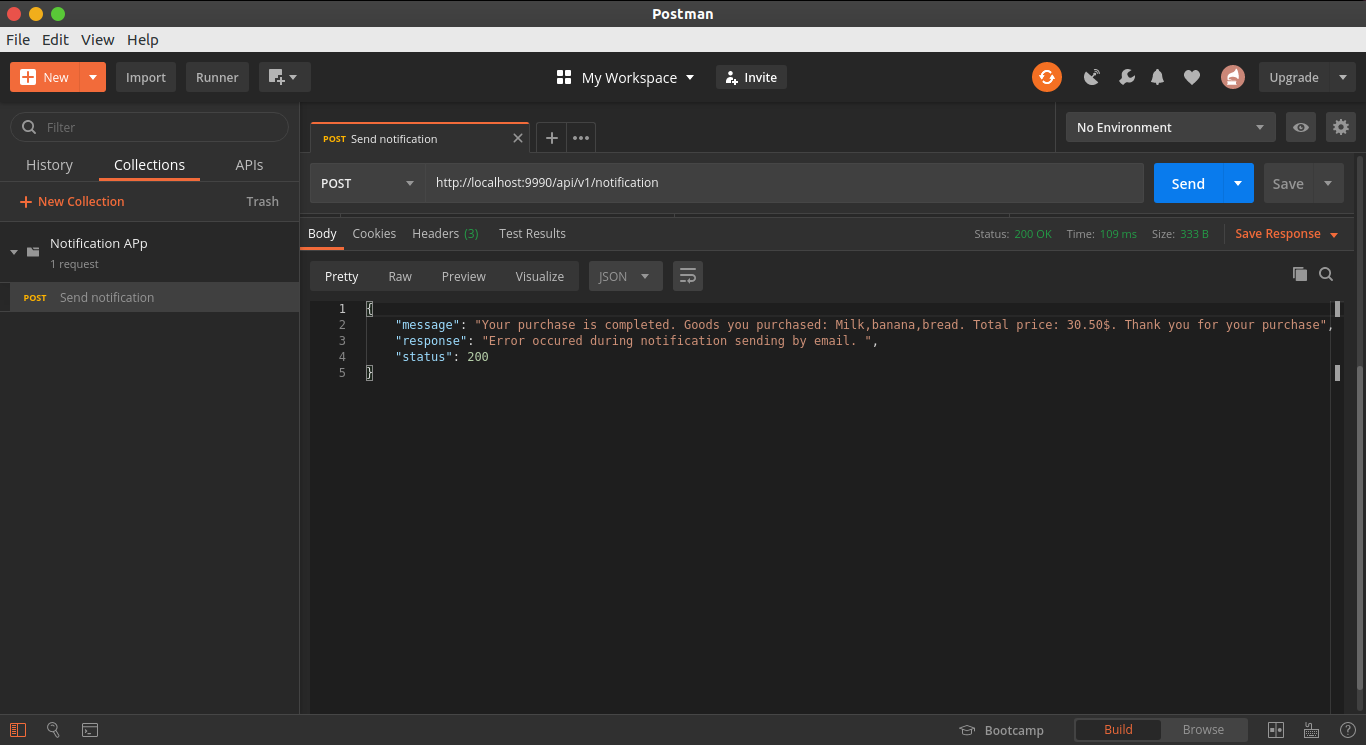 Postman
File Edit View Help
New Import Runner My Workspace Invite Upgrade
Filter
History Collections APIs
New Collection Trash
Notification APp
1 request
POST Send notification
POST Send notification
No Environment
POST http://localhost:9990/api/v1/notification Send Save
Body Cookies Headers (3) Test Results Status: 200 OK Time: 109 ms Size: 333 B Save Response
Pretty Raw Preview Visualize JSON
1 {
2 "message": "Your purchase is completed. Goods you purchased: Milk,banana,bread. Total price: 30.50$. Thank you for your purchase",
3 "response": "Error occured during notification sending by email. ",
4 "status": 200
5 }
Bootcamp Build Browse